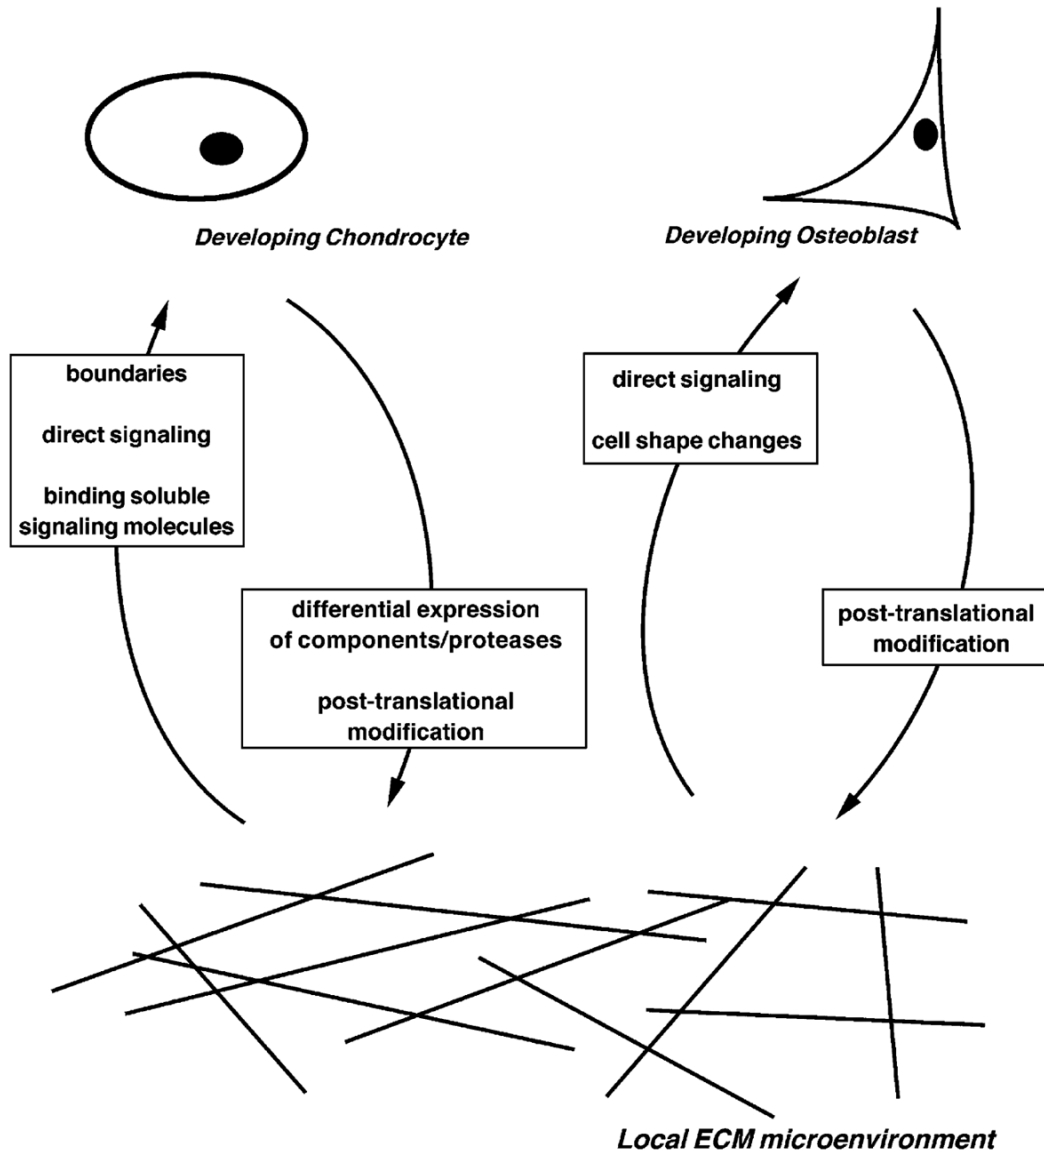 Developing Chondrocyte
Developing Osteoblast
boundaries
direct signaling
binding soluble
signaling molecules
differential expression
of components/proteases
post-translational
modification
direct signaling
cell shape changes
post-translational
modification
Local ECM microenvironment